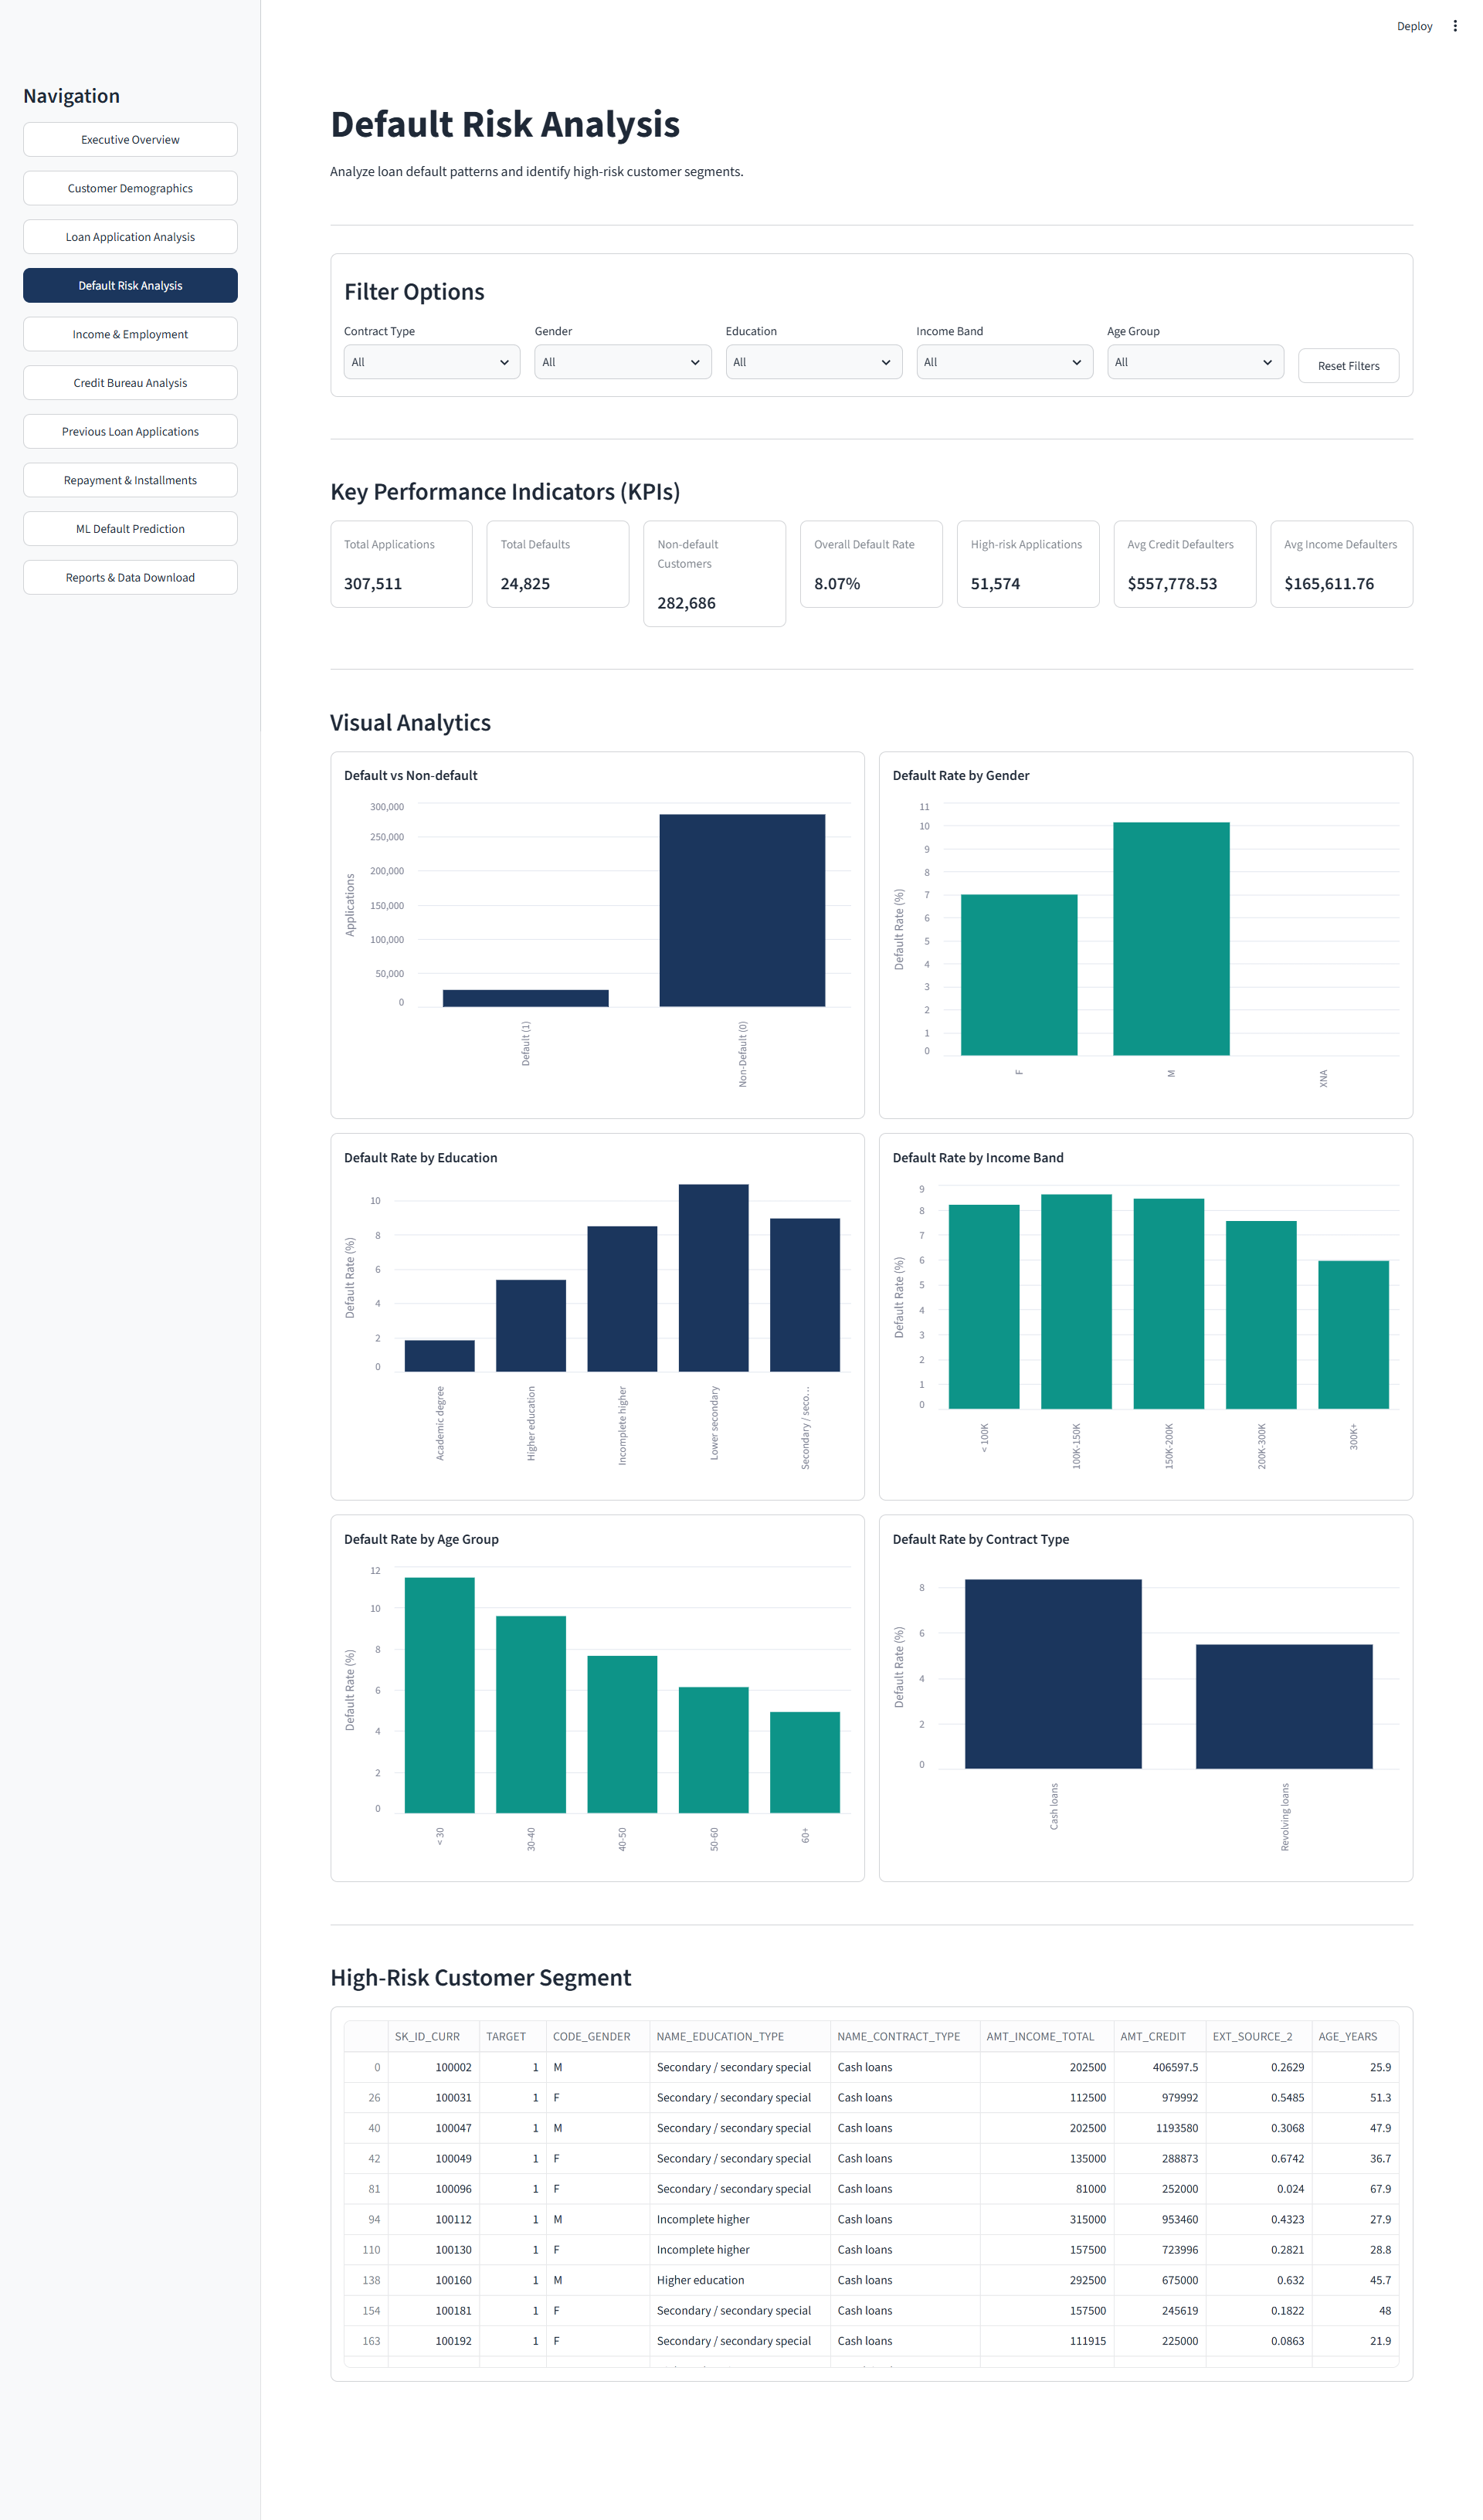 Deploy
Navigation
Executive Overview
Customer Demographics
Loan Application Analysis
Default Risk Analysis
Income & Employment
Credit Bureau Analysis
Previous Loan Applications
Repayment & Installments
ML Default Prediction
Reports & Data Download
Default Risk Analysis
Analyze loan default patterns and identify high-risk customer segments.
Filter Options
Contract Type Gender Education Income Band Age Group
All All All All All Reset Filters
Key Performance Indicators (KPIs)
Total Applications
307,511
Total Defaults
24,825
Non-default
Customers
282,686
Overall Default Rate
8.07%
High-risk Applications
51,574
Avg Credit Defaulters
$557,778.53
Avg Income Defaulters
$165,611.76
Visual Analytics
Default vs Non-default
Applications
300,000
250,000
200,000
150,000
100,000
50,000
0
Default (1)
Non-Default (0)
Default Rate by Gender
Default Rate (%)
11
10
9
8
7
6
5
4
3
2
1
0
F
M
XNA
Default Rate by Education
Default Rate (%)
10
8
6
4
2
0
Academic degree
Higher education
Incomplete higher
Lower secondary
Secondary / seco…
Default Rate by Income Band
Default Rate (%)
9
8
7
6
5
4
3
2
1
0
< 100K
100K-150K
150K-200K
200K-300K
300K+
Default Rate by Age Group
Default Rate (%)
12
10
8
6
4
2
0
< 30
30-40
40-50
50-60
60+
Default Rate by Contract Type
Default Rate (%)
8
6
4
2
0
Cash loans
Revolving loans
High-Risk Customer Segment
SK_ID_CURR TARGET CODE_GENDER NAME_EDUCATION_TYPE NAME_CONTRACT_TYPE AMT_INCOME_TOTAL AMT_CREDIT EXT_SOURCE_2 AGE_YEARS
0 100002 1 M Secondary / secondary special Cash loans 202500 406597.5 0.2629 25.9
26 100031 1 F Secondary / secondary special Cash loans 112500 979992 0.5485 51.3
40 100047 1 M Secondary / secondary special Cash loans 202500 1193580 0.3068 47.9
42 100049 1 F Secondary / secondary special Cash loans 135000 288873 0.6742 36.7
81 100096 1 F Secondary / secondary special Cash loans 81000 252000 0.024 67.9
94 100112 1 M Incomplete higher Cash loans 315000 953460 0.4323 27.9
110 100130 1 F Incomplete higher Cash loans 157500 723996 0.2821 28.8
138 100160 1 M Higher education Cash loans 292500 675000 0.632 45.7
154 100181 1 F Secondary / secondary special Cash loans 157500 245619 0.1822 48
163 100192 1 F Secondary / secondary special Cash loans 111915 225000 0.0863 21.9